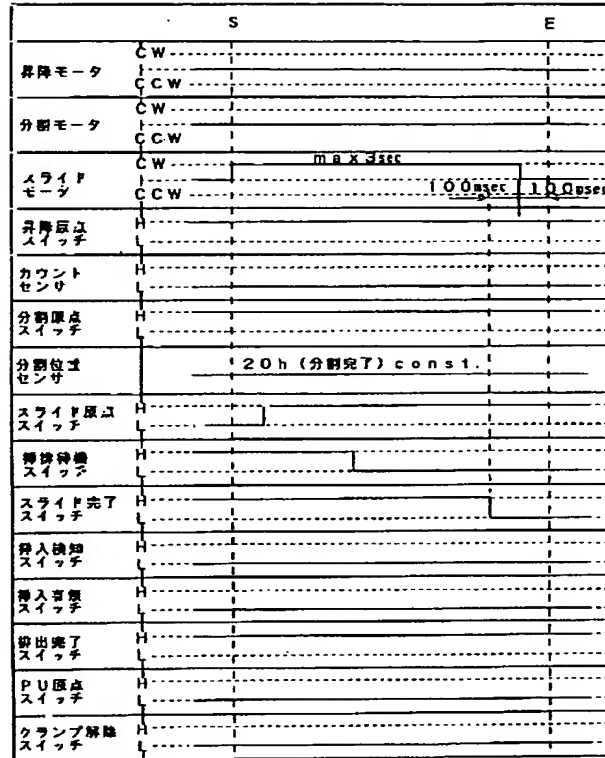 S E
昇降モータ
CW
CCW
分割モータ
CW
CCW
スライド
モータ
CW
CCW
max3sec
100msec 100msec
昇降原点
スイッチ
H
L
カウント
センサ
H
L
分割原点
スイッチ
H
L
分割位置
センサ
20h (分割完了) const.
スライド原点
スイッチ
H
L
挿排待機
スイッチ
H
L
スライド完了
スイッチ
H
L
挿入検知
スイッチ
H
L
挿入有無
スイッチ
H
L
排出完了
スイッチ
H
L
PU原点
スイッチ
H
L
クランプ解除
スイッチ
H
L